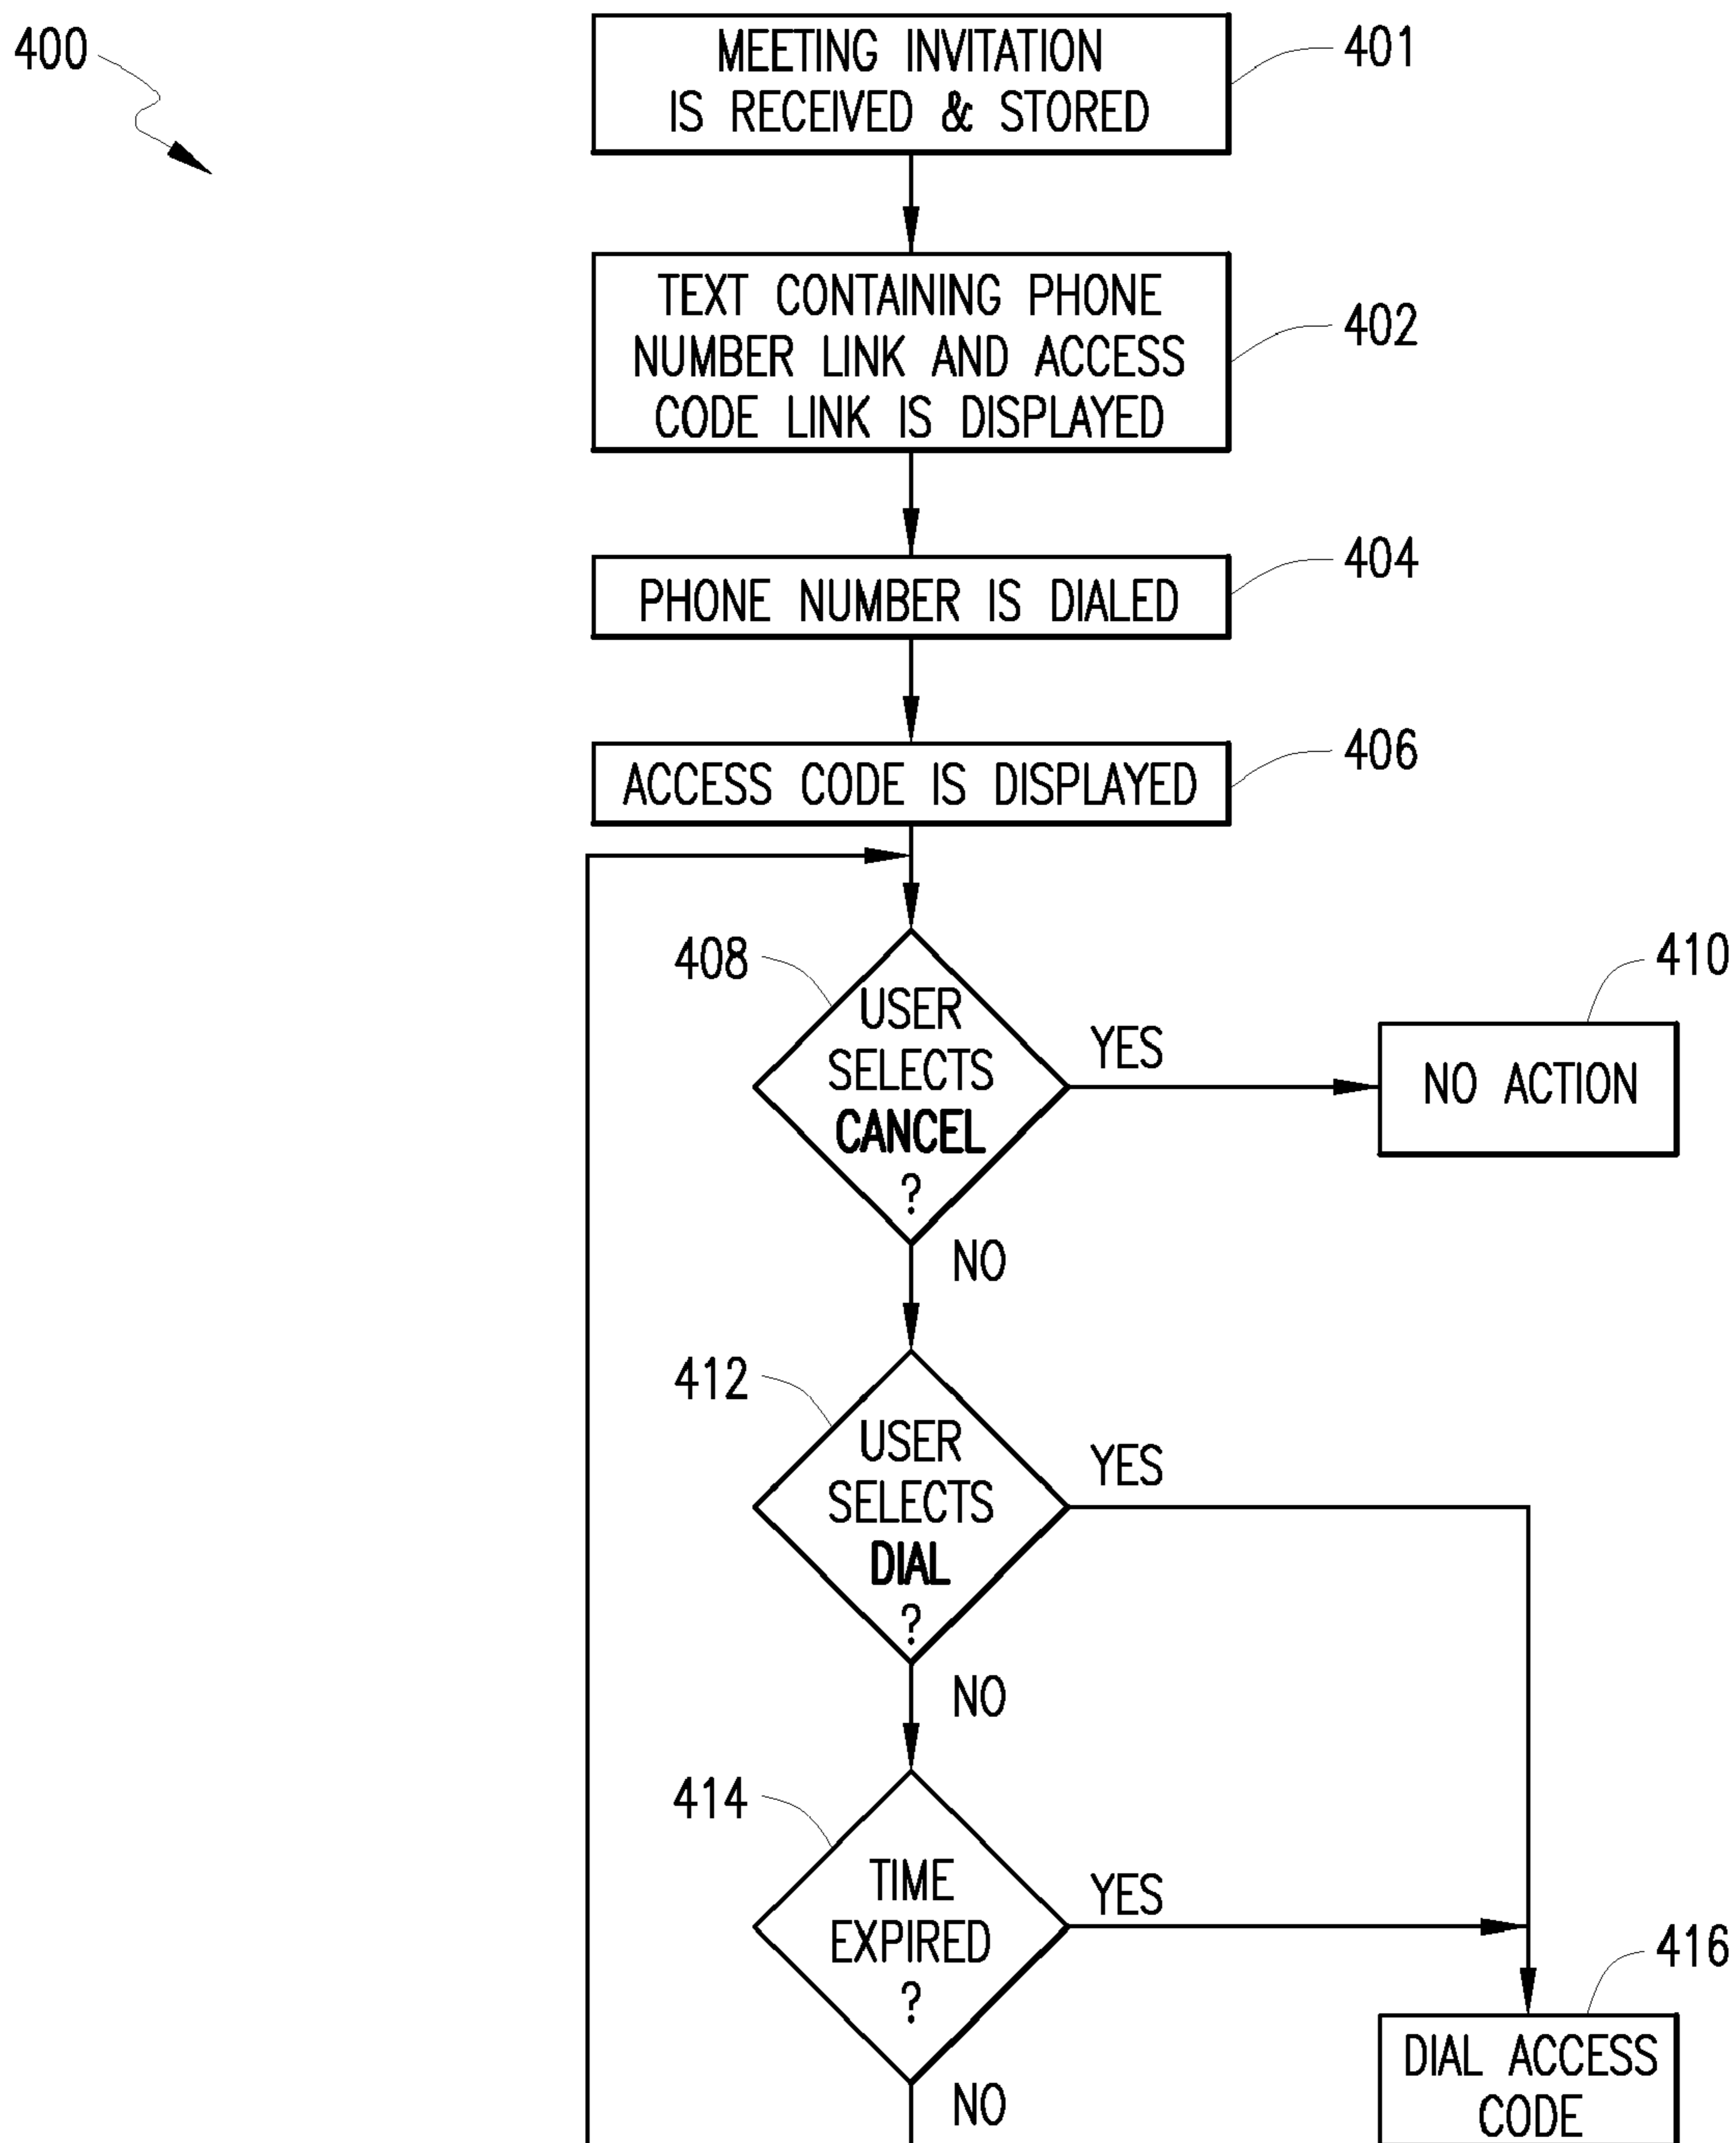 400
MEETING INVITATION
IS RECEIVED & STORED
401
TEXT CONTAINING PHONE
NUMBER LINK AND ACCESS
CODE LINK IS DISPLAYED
402
PHONE NUMBER IS DIALED
404
ACCESS CODE IS DISPLAYED
406
408
USER
SELECTS
CANCEL
?
YES
NO ACTION
410
NO
412
USER
SELECTS
DIAL
?
YES
NO
414
TIME
EXPIRED
?
YES
416
DIAL ACCESS
CODE
NO